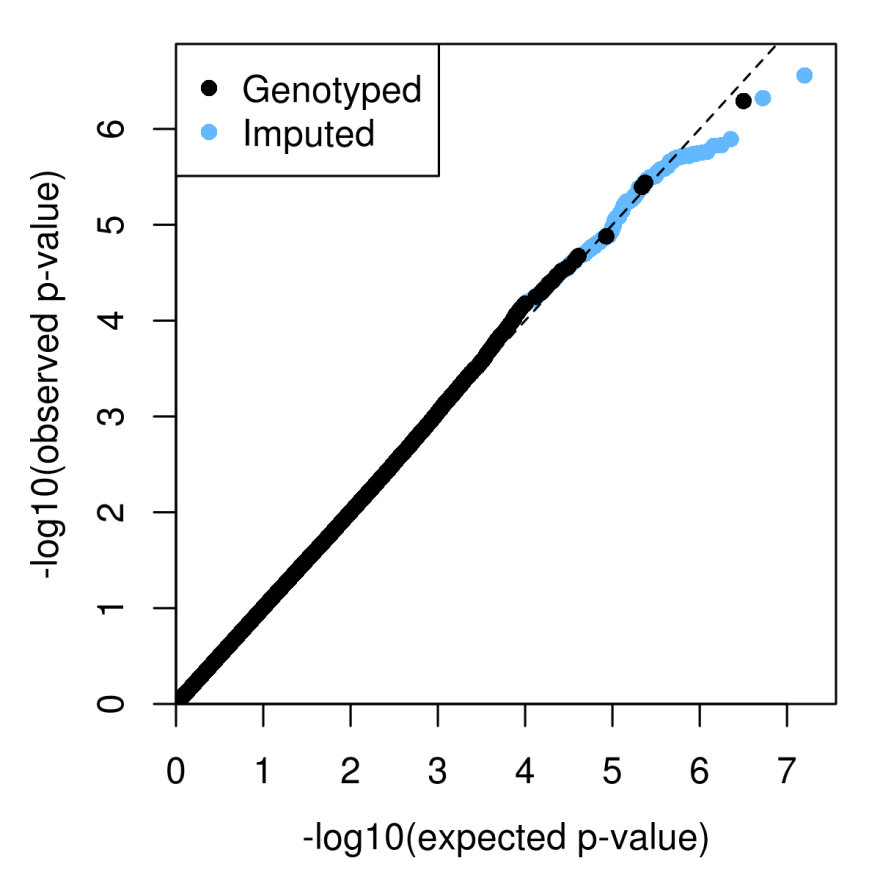 Genotyped
Imputed
-log10(observed p-value)
6
5
4
3
2
1
0
0 1 2 3 4 5 6 7
-log10(expected p-value)